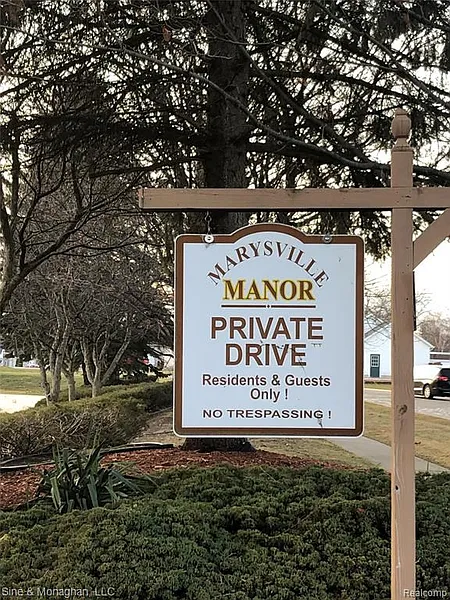 MARYSVILLE
MANOR
PRIVATE
DRIVE
Residents & Guests
Only !
NO TRESPASSING !
Sine & Monaghan, LLC
Realcomp